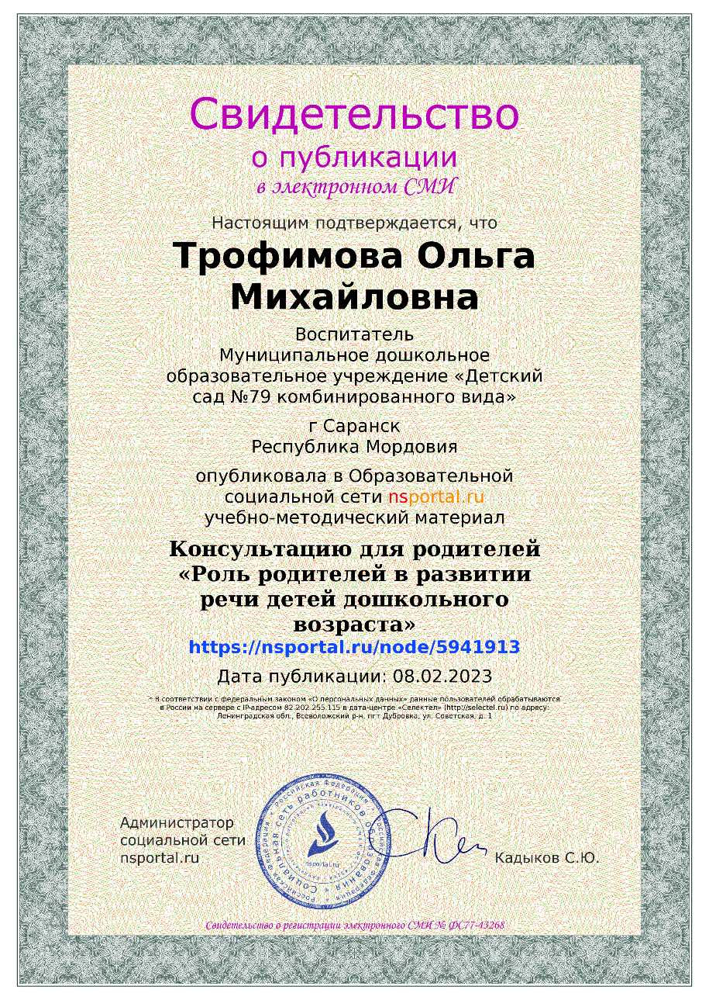 Свидетельство
о публикации
в электронном СМИ
Настоящим подтверждается, что
Трофимова Ольга
Михайловна
Воспитатель
Муниципальное дошкольное
образовательное учреждение «Детский
сад №79 комбинированного вида»
г Саранск
Республика Мордовия
опубликовала в Образовательной
социальной сети nsportal.ru
учебно-методический материал
Консультацию для родителей
«Роль родителей в развитии
речи детей дошкольного
возраста»
https://nsportal.ru/node/5941913
Дата публикации: 08.02.2023
* В соответствии с федеральным законом «О персональных данных» данные пользователей обрабатываются
в России на сервере с IP-адресом 82.202.255.115 в дата-центре «Селектел» (http://selectel.ru) по адресу:
Ленинградская обл., Всеволожский р-н, пгт Дубровка, ул. Советская, д. 1
Российская Федерация * Российская Федерация * Российская Федерация *
Социальная сеть работников образования *
nsportal.ru
Администратор
социальной сети
nsportal.ru
Кадыков С.Ю.
Свидетельство о регистрации электронного СМИ № ФС77-43268